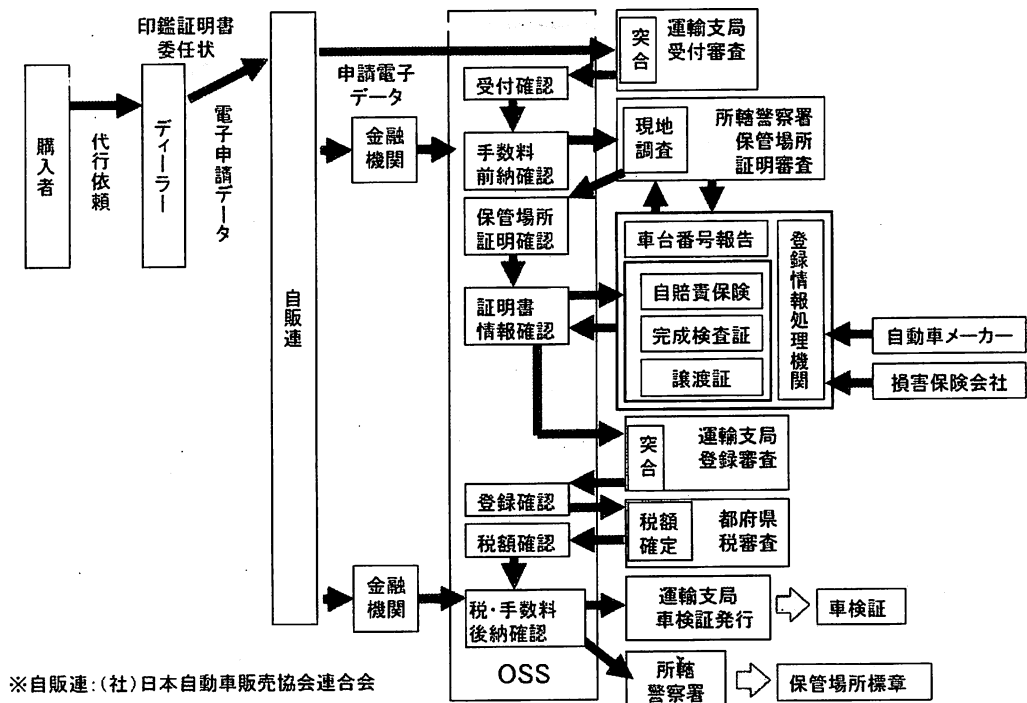 印鑑証明書
委任状
購入者
代行依頼
ディーラー
電子申請データ
自販連
申請電子
データ
金融
機関
受付確認
手数料
前納確認
保管場所
証明確認
証明書
情報確認
登録確認
税額確認
金融
機関
税・手数料
後納確認
OSS
突合
運輸支局
受付審査
現地
調査
所轄警察署
保管場所
証明審査
車台番号報告
自賠責保険
完成検査証
譲渡証
登録情報処理機関
自動車メーカー
損害保険会社
突合
運輸支局
登録審査
税額
確定
都府県
税審査
運輸支局
車検証発行
車検証
所轄
警察署
保管場所標章
※自販連:(社)日本自動車販売協会連合会